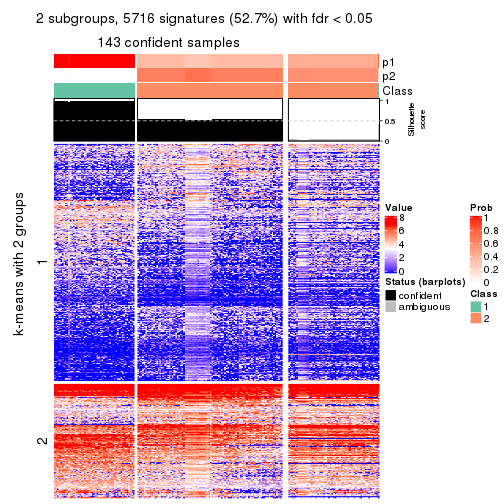 2 subgroups, 5716 signatures (52.7%) with fdr < 0.05
143 confident samples
p1
p2
Class
1
0.5
0
Silhouette
score
k-means with 2 groups
1
2
Value
8
6
4
2
0
Status (barplots)
confident
ambiguous
Prob
1
0.8
0.6
0.4
0.2
0
Class
1
2